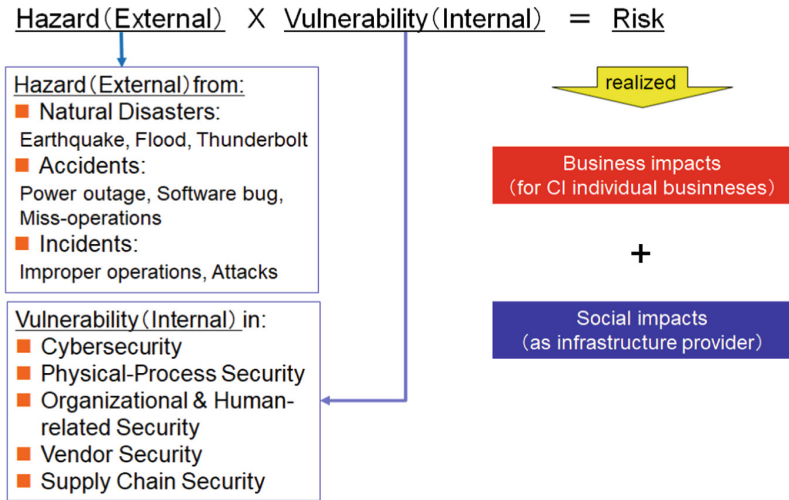 Hazard(External) X Vulnerability(Internal) = Risk
Hazard(External) from:
Natural Disasters:
Earthquake, Flood, Thunderbolt
Accidents:
Power outage, Software bug,
Miss-operations
Incidents:
Improper operations, Attacks
Vulnerability(Internal) in:
Cybersecurity
Physical-Process Security
Organizational & Human-
related Security
Vendor Security
Supply Chain Security
realized
Business impacts
(for CI individual businneses)
+
Social impacts
(as infrastructure provider)